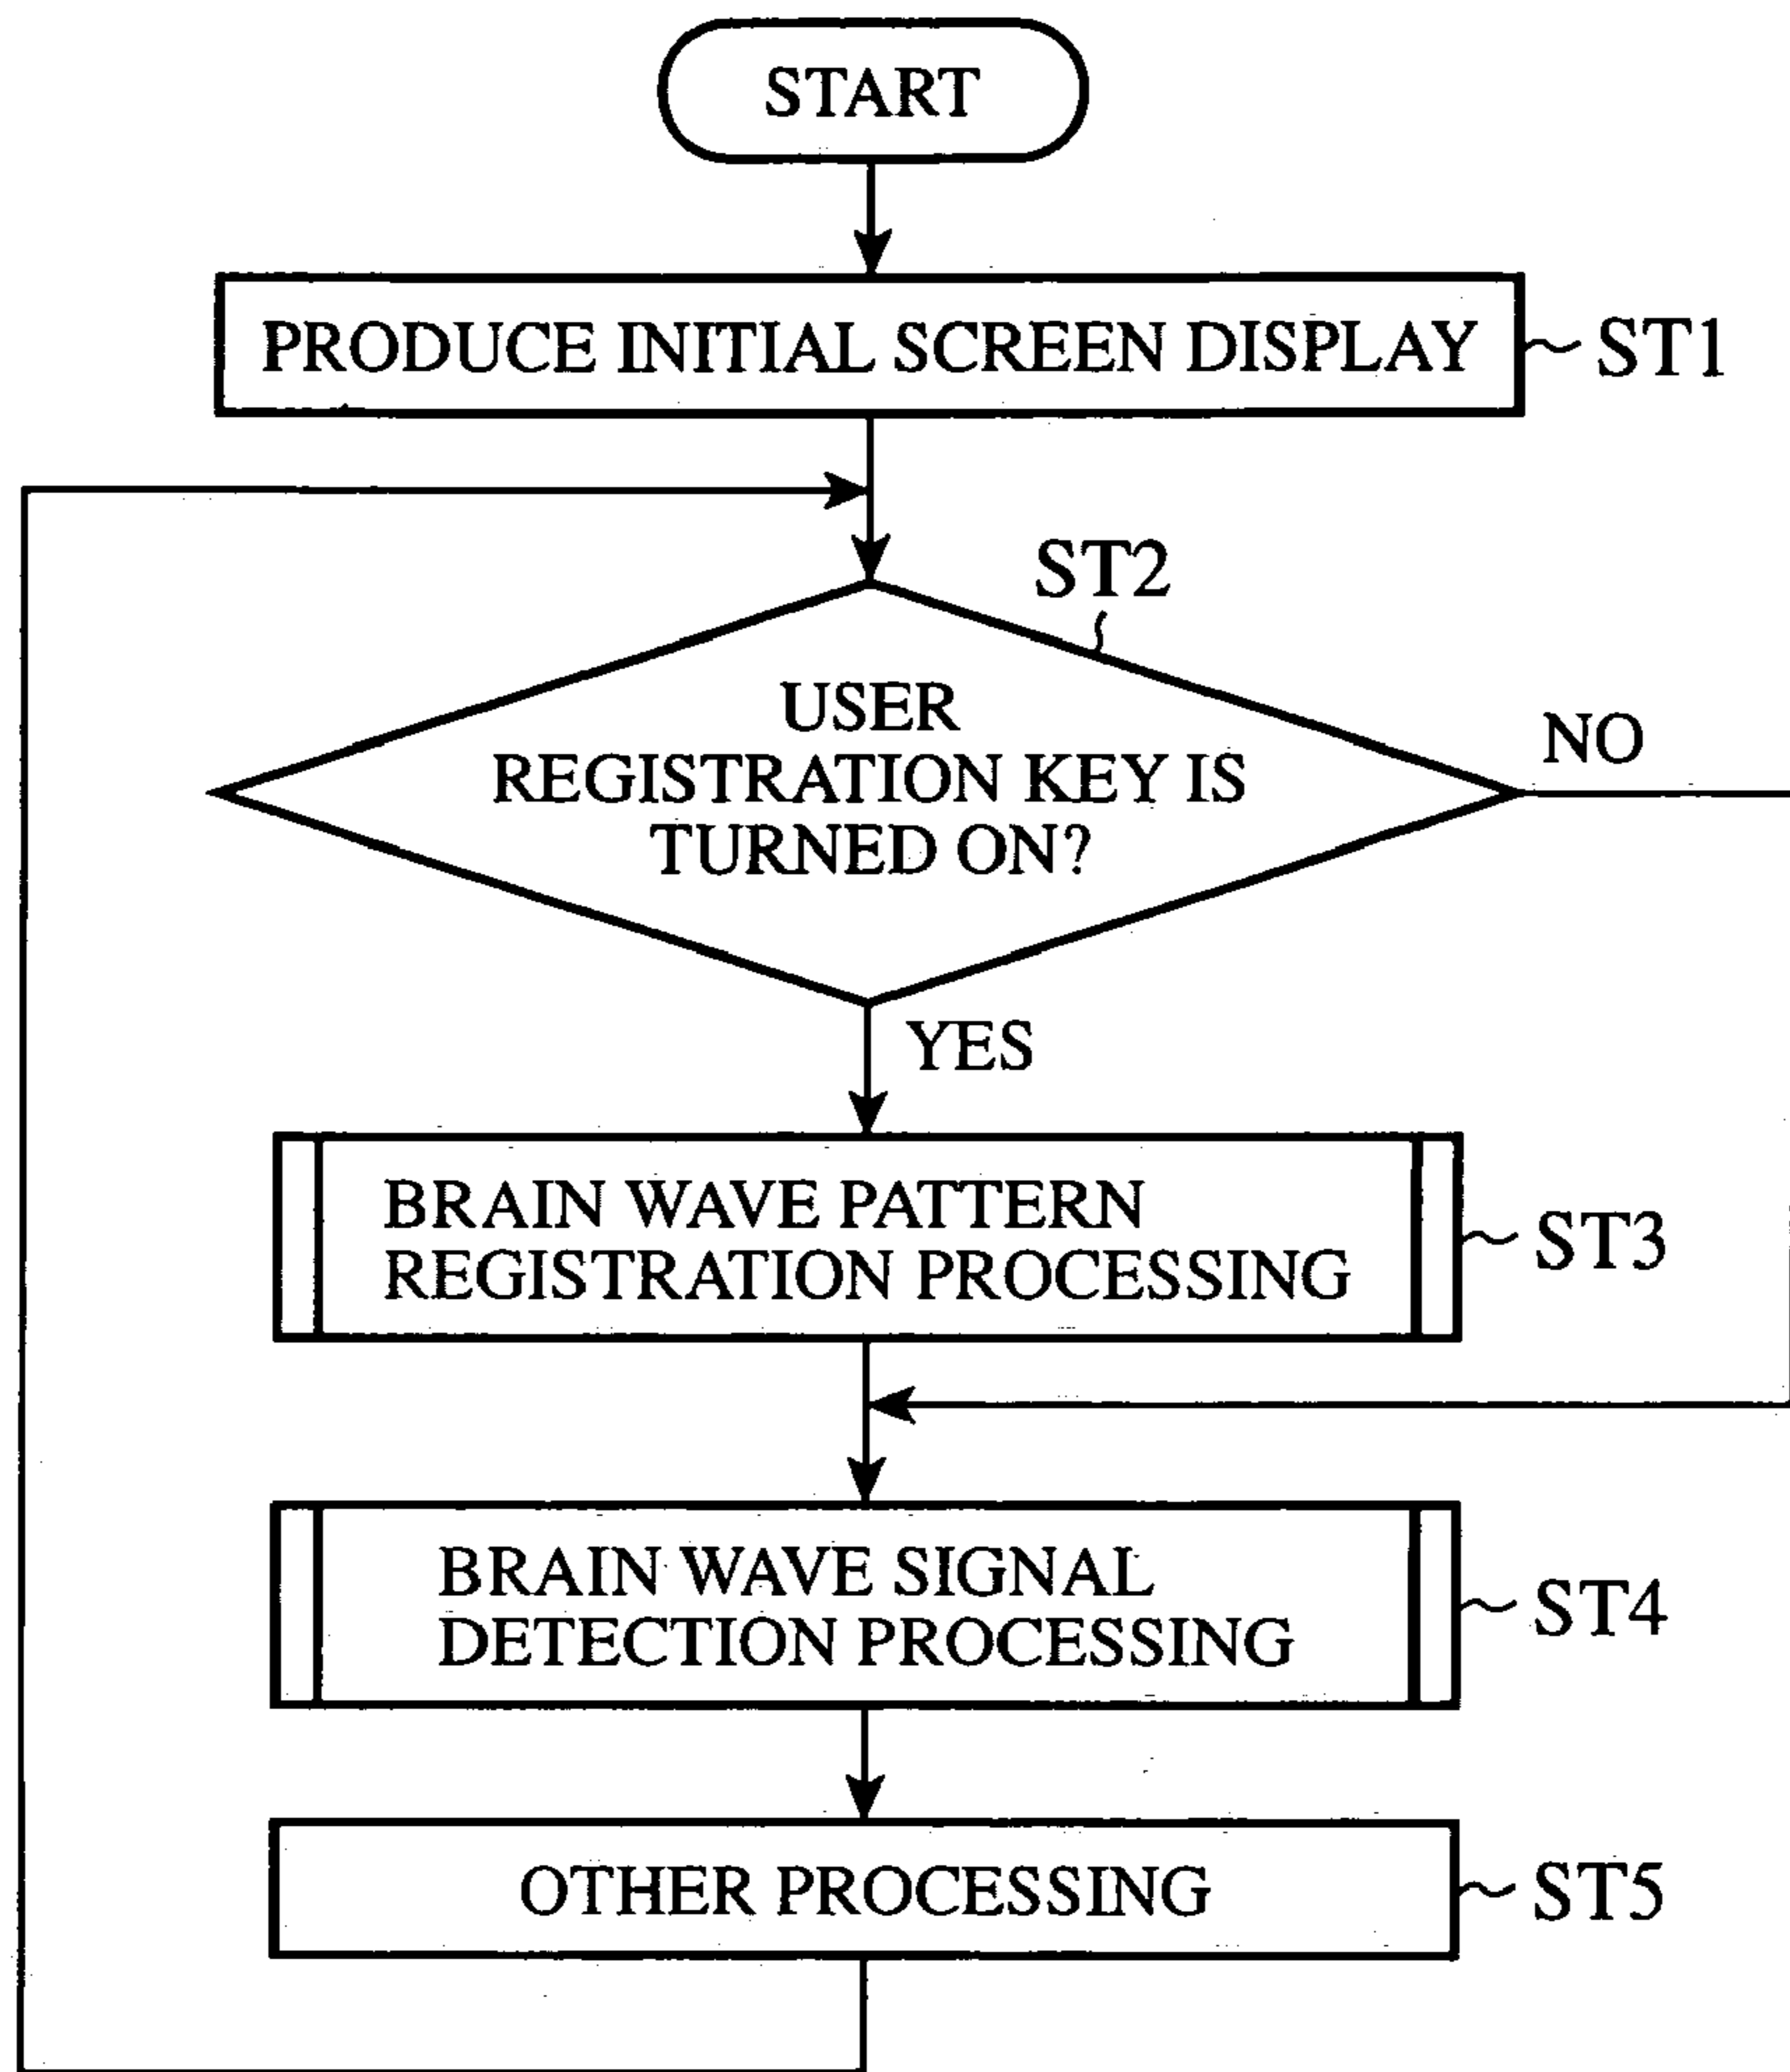 START
PRODUCE INITIAL SCREEN DISPLAY
ST1
ST2
USER
REGISTRATION KEY IS
TURNED ON?
NO
YES
BRAIN WAVE PATTERN
REGISTRATION PROCESSING
ST3
BRAIN WAVE SIGNAL
DETECTION PROCESSING
ST4
OTHER PROCESSING
ST5